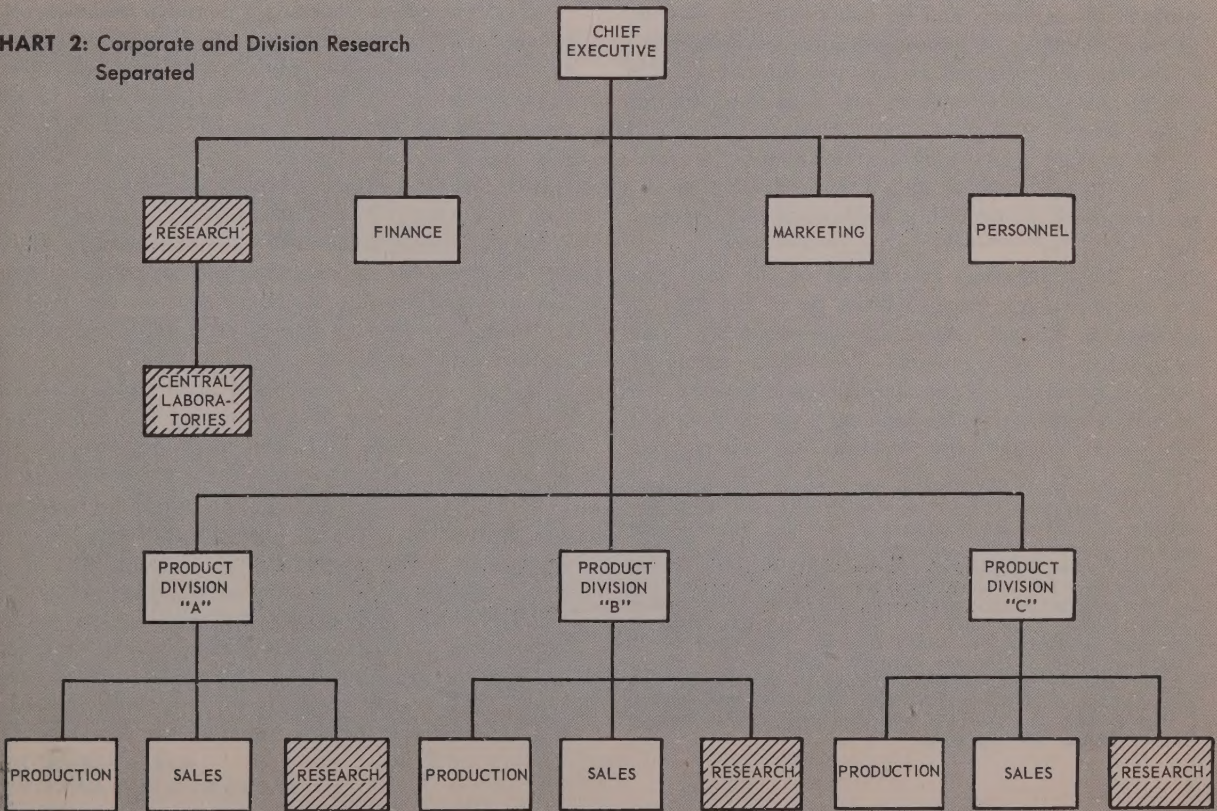 HART 2: Corporate and Division Research
Separated
CHIEF
EXECUTIVE
RESEARCH
FINANCE
MARKETING
PERSONNEL
CENTRAL
LABORA-
TORIES
PRODUCT
DIVISION
"A"
PRODUCT
DIVISION
"B"
PRODUCT
DIVISION
"C"
PRODUCTION
SALES
RESEARCH
PRODUCTION
SALES
RESEARCH
PRODUCTION
SALES
RESEARCH